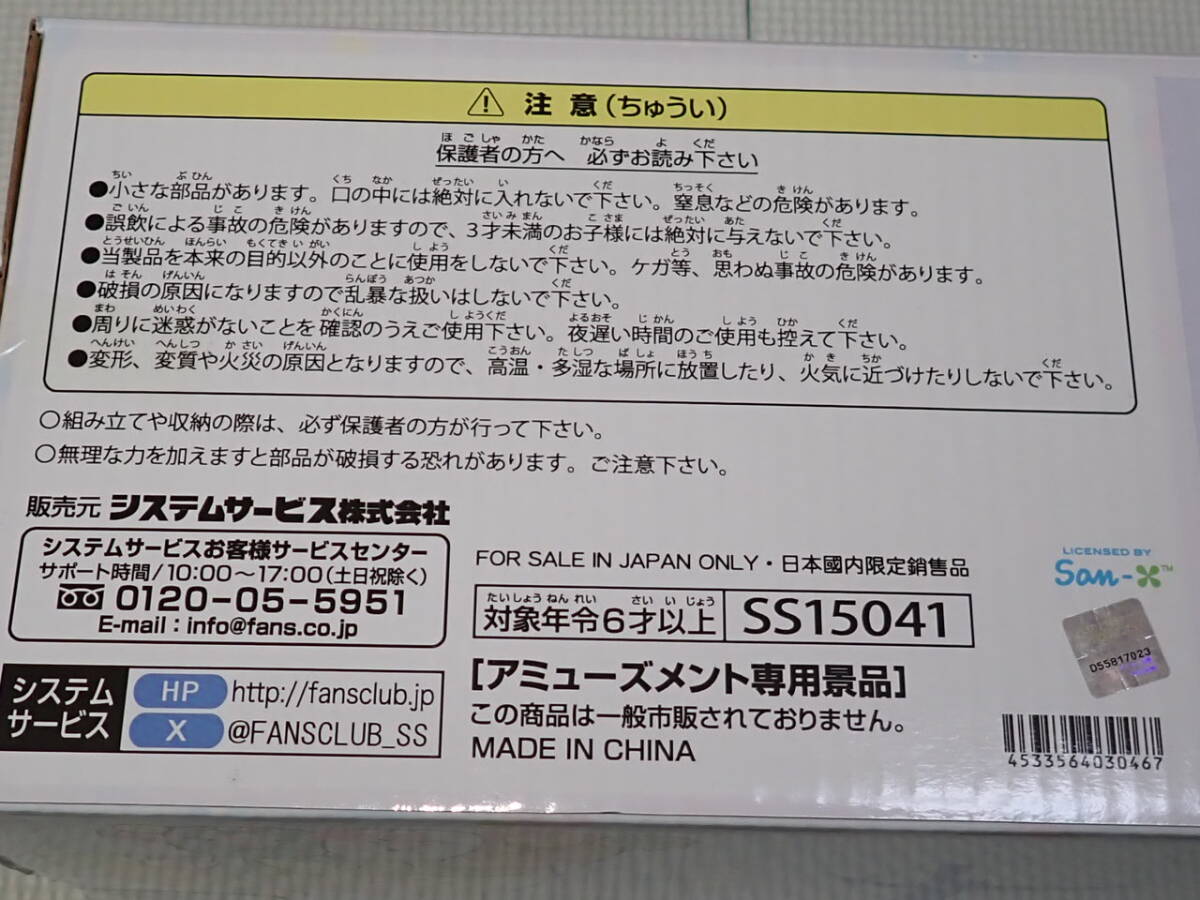 注 意(ちゅうい)
保護者の方へ 必ずお読み下さい
●小さな部品があります。口の中には絶対に入れないで下さい。窒息などの危険があります。
●誤飲による事故の危険がありますので、3才未満のお子様には絶対に与えないで下さい。
●当製品を本来の目的以外のことに使用をしないで下さい。ケガ等、思わぬ事故の危険があります。
●破損の原因になりますので乱暴な扱いはしないで下さい。
●周りに迷惑がないことを確認のうえご使用下さい。夜遅い時間のご使用も控えて下さい。
●変形、変質や火災の原因となりますので、高温・多湿な場所に放置したり、火気に近づけたりしないで下さい。
○組み立てや収納の際は、必ず保護者の方が行って下さい。
○無理な力を加えますと部品が破損する恐れがあります。ご注意下さい。
販売元 システムサービス株式会社
システムサービスお客様サービスセンター
サポート時間/10:00〜17:00(土日祝除く)
0120-05-5951
E-mail:info@fans.co.jp
システムサービス
HP http://fansclub.jp
X @FANSCLUB_SS
FOR SALE IN JAPAN ONLY・日本國内限定銷售品
対象年令6才以上 SS15041
[アミューズメント専用景品]
この商品は一般市販されておりません。
MADE IN CHINA
LICENSED BY
San-X™
D55817023
4533564030467